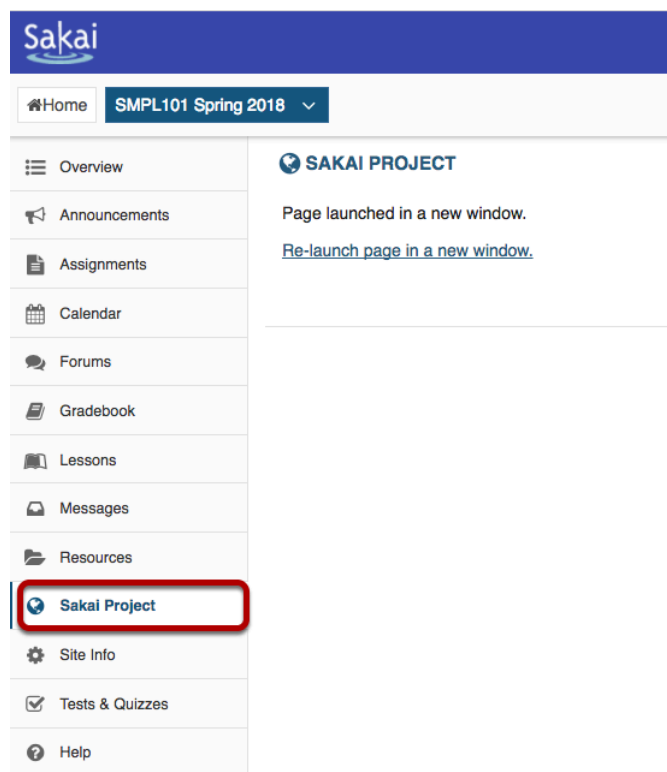 Sakai
Home SMPL101 Spring 2018
Overview
Announcements
Assignments
Calendar
Forums
Gradebook
Lessons
Messages
Resources
Sakai Project
Site Info
Tests & Quizzes
Help
SAKAI PROJECT
Page launched in a new window.
Re-launch page in a new window.